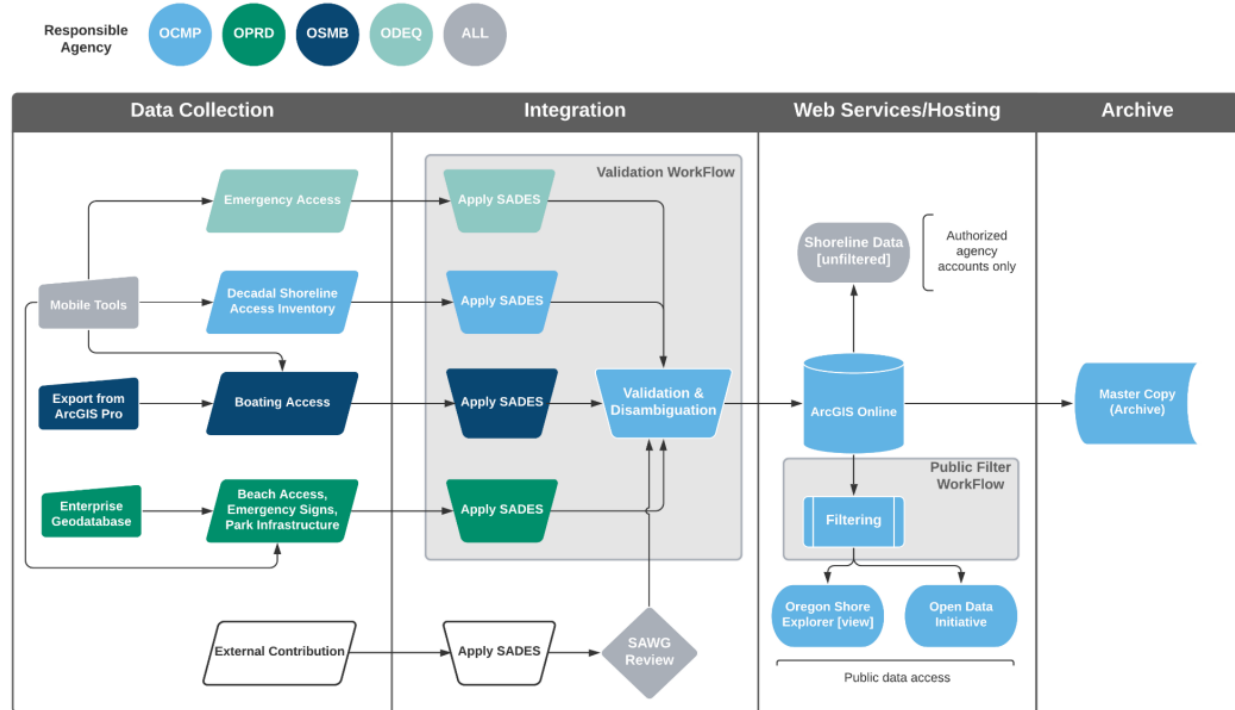 Responsible
Agency
OCMP
OPRD
OSMB
ODEQ
ALL
Data Collection
Integration
Web Services/Hosting
Archive
Validation WorkFlow
Emergency Access
Apply SADES
Shoreline Data
[unfiltered]
Authorized
agency
accounts only
Mobile Tools
Decadal Shoreline
Access Inventory
Apply SADES
Export from
ArcGIS Pro
Boating Access
Apply SADES
Validation &
Disambiguation
ArcGIS Online
Master Copy
(Archive)
Public Filter
WorkFlow
Enterprise
Geodatabase
Beach Access,
Emergency Signs,
Park Infrastructure
Apply SADES
Filtering
Oregon Shore
Explorer [view]
Open Data
Initiative
External Contribution
Apply SADES
SAWG
Review
Public data access